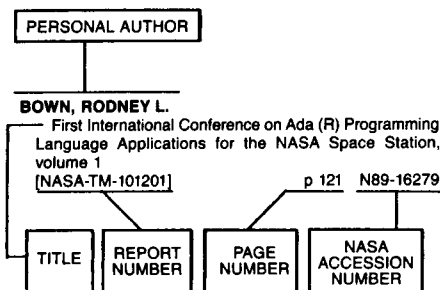 PERSONAL AUTHOR
BOWN, RODNEY L.
First International Conference on Ada (R) Programming
Language Applications for the NASA Space Station,
volume 1
[NASA-TM-101201] p 121 N89-16279
TITLE
REPORT
NUMBER
PAGE
NUMBER
NASA
ACCESSION
NUMBER